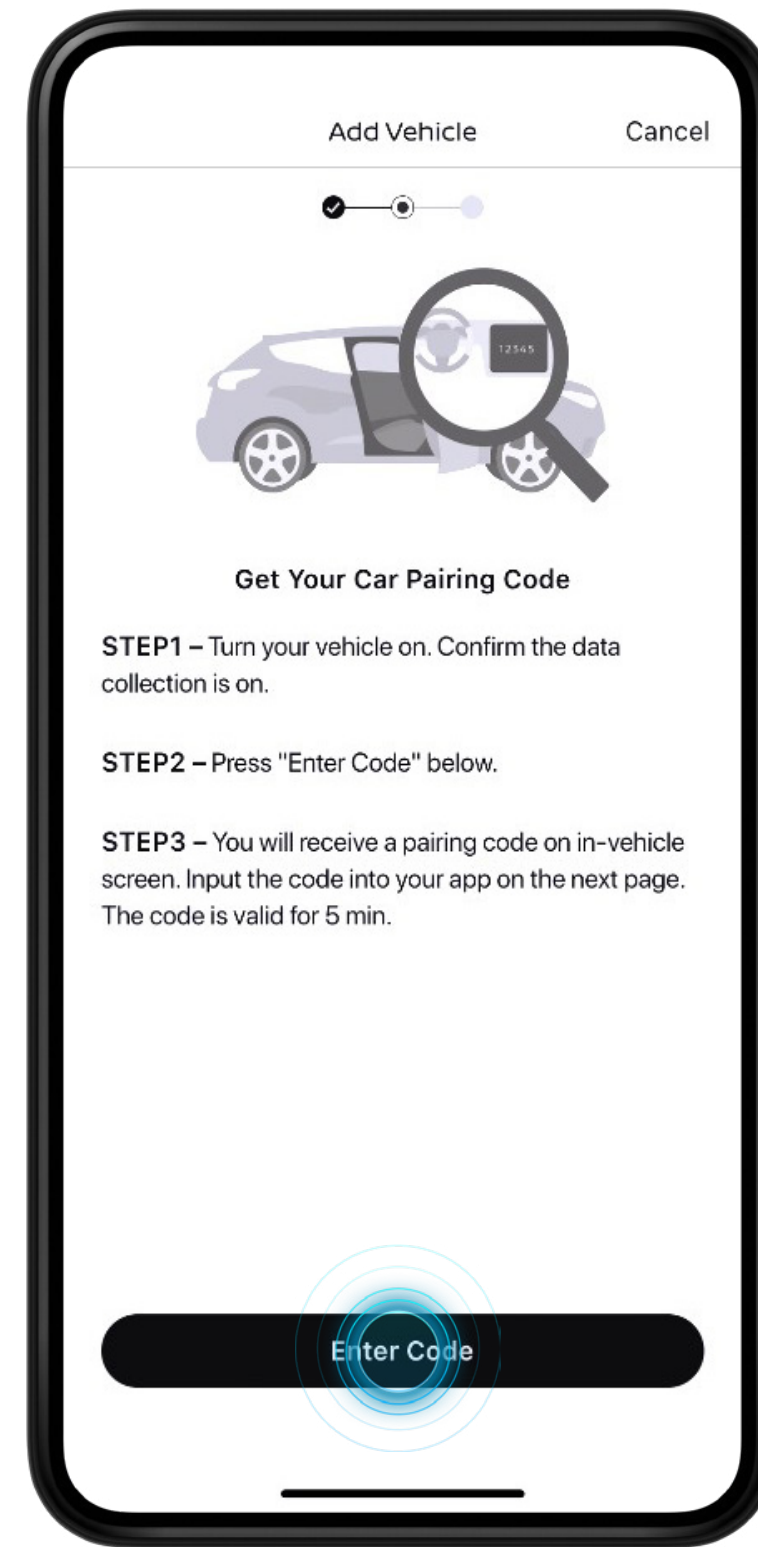 Add Vehicle Cancel
12345
Get Your Car Pairing Code
STEP1 – Turn your vehicle on. Confirm the data
collection is on.
STEP2 – Press "Enter Code" below.
STEP3 – You will receive a pairing code on in-vehicle
screen. Input the code into your app on the next page.
The code is valid for 5 min.
Enter Code